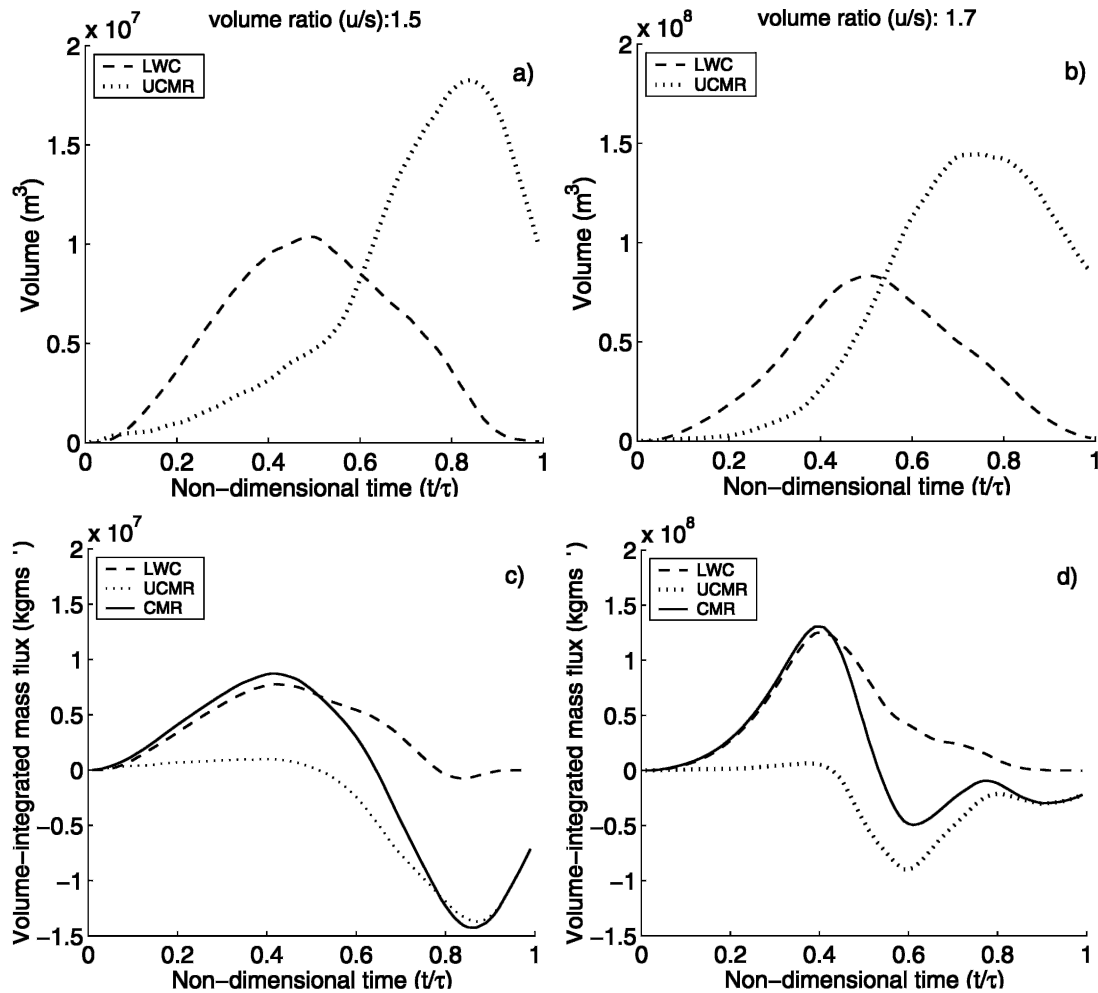 volume ratio (u/s):1.5
x 10^7
2
1.5
1
0.5
0
Volume (m^3)
LWC
UCMR
a)
0 0.2 0.4 0.6 0.8 1
Non-dimensional time (t/τ)
volume ratio (u/s): 1.7
x 10^8
2
1.5
1
0.5
0
Volume (m^3)
LWC
UCMR
b)
0 0.2 0.4 0.6 0.8 1
Non-dimensional time (t/τ)
x 10^7
2
1.5
1
0.5
0
-0.5
-1
-1.5
Volume-integrated mass flux (kgms
LWC
UCMR
CMR
c)
0 0.2 0.4 0.6 0.8 1
Non-dimensional time (t/τ)
x 10^8
2
1.5
1
0.5
0
-0.5
-1
-1.5
Volume-integrated mass flux (kgms
LWC
UCMR
CMR
d)
0 0.2 0.4 0.6 0.8 1
Non-dimensional time (t/τ)